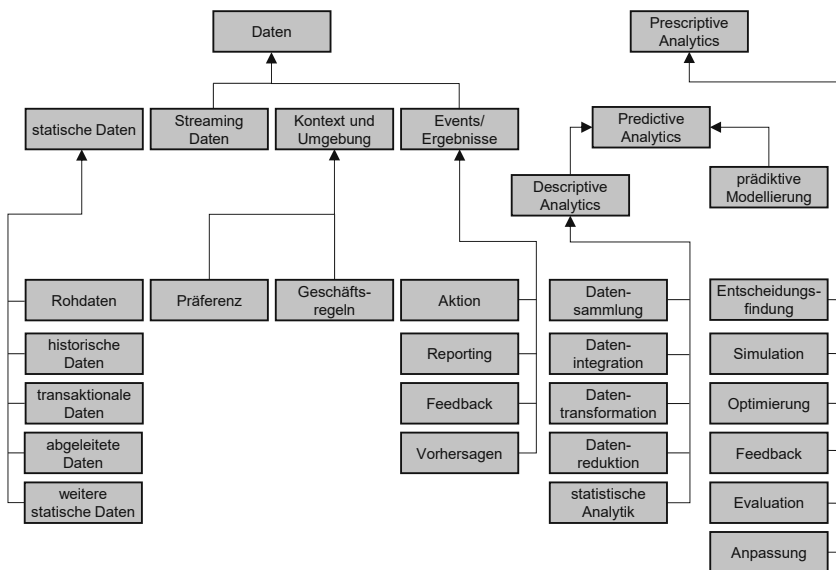 Daten
Prescriptive
Analytics
statische Daten
Streaming
Daten
Kontext und
Umgebung
Events/
Ergebnisse
Predictive
Analytics
Descriptive
Analytics
prädiktive
Modellierung
Rohdaten
Präferenz
Geschäfts-
regeln
Aktion
Daten-
sammlung
Entscheidungs-
findung
historische
Daten
Reporting
Daten-
integration
Simulation
transaktionale
Daten
Feedback
Daten-
transformation
Optimierung
abgeleitete
Daten
Vorhersagen
Daten-
reduktion
Feedback
weitere
statische Daten
statistische
Analytik
Evaluation
Anpassung